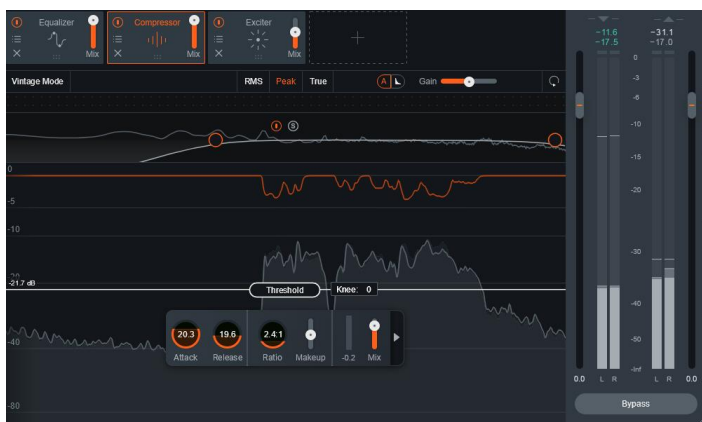 Equalizer
Mix
Compressor
Mix
Exciter
Mix
-11.6 -31.1
-17.5 -17.0
Vintage Mode RMS Peak True A Gain
S
0
-3
-6
-10
-15
-20
-30
-40
-50
-Inf
0
-5
-10
-21.7 dB
Threshold Knee: 0
20.3 19.6 2.4:1
Attack Release Ratio Makeup -0.2 Mix
-40
-80
0.0 L R L R 0.0
Bypass